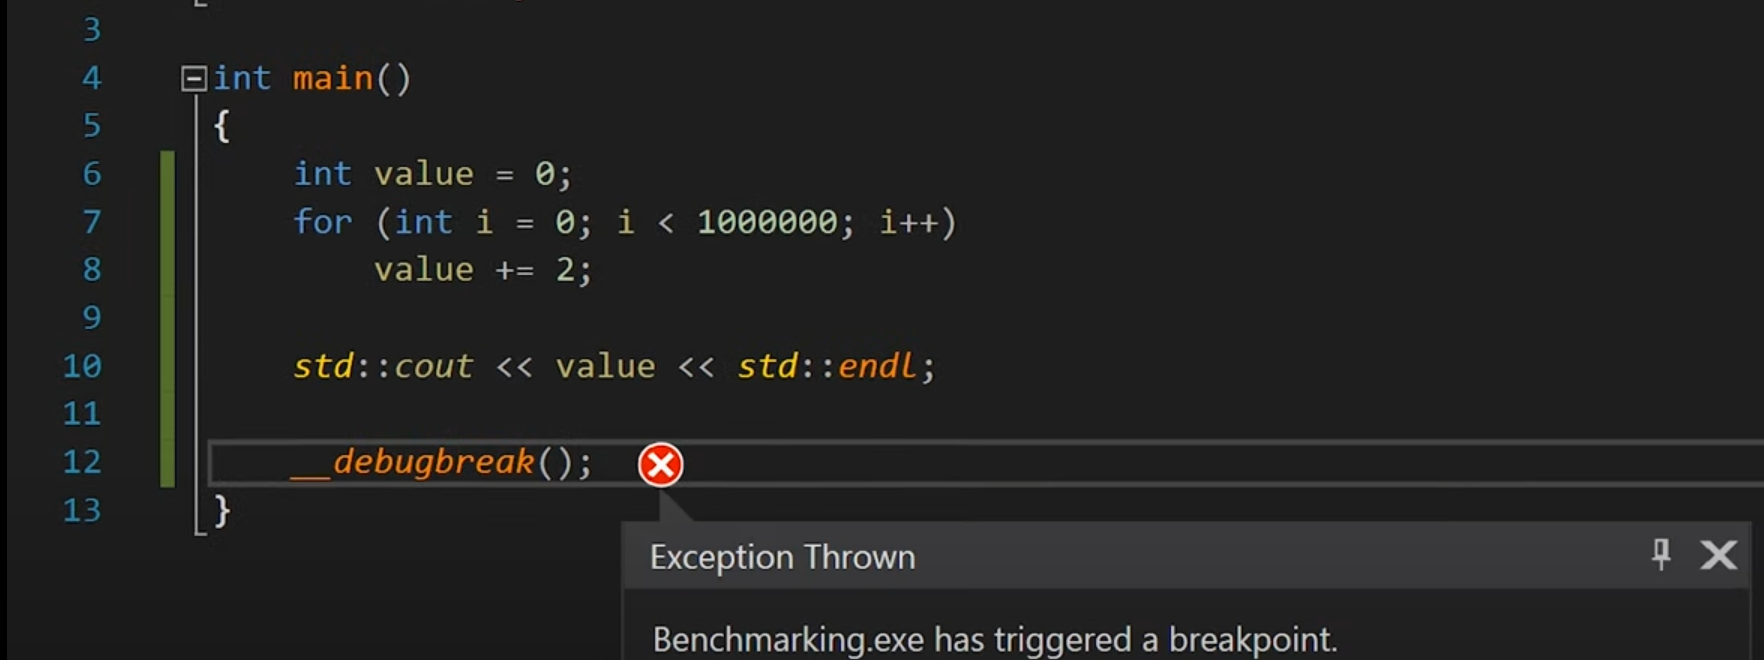 3
4 int main()
5 {
6 int value = 0;
7 for (int i = 0; i < 1000000; i++)
8 value += 2;
9
10 std::cout << value << std::endl;
11
12 __debugbreak();
13 }
Exception Thrown
Benchmarking.exe has triggered a breakpoint.